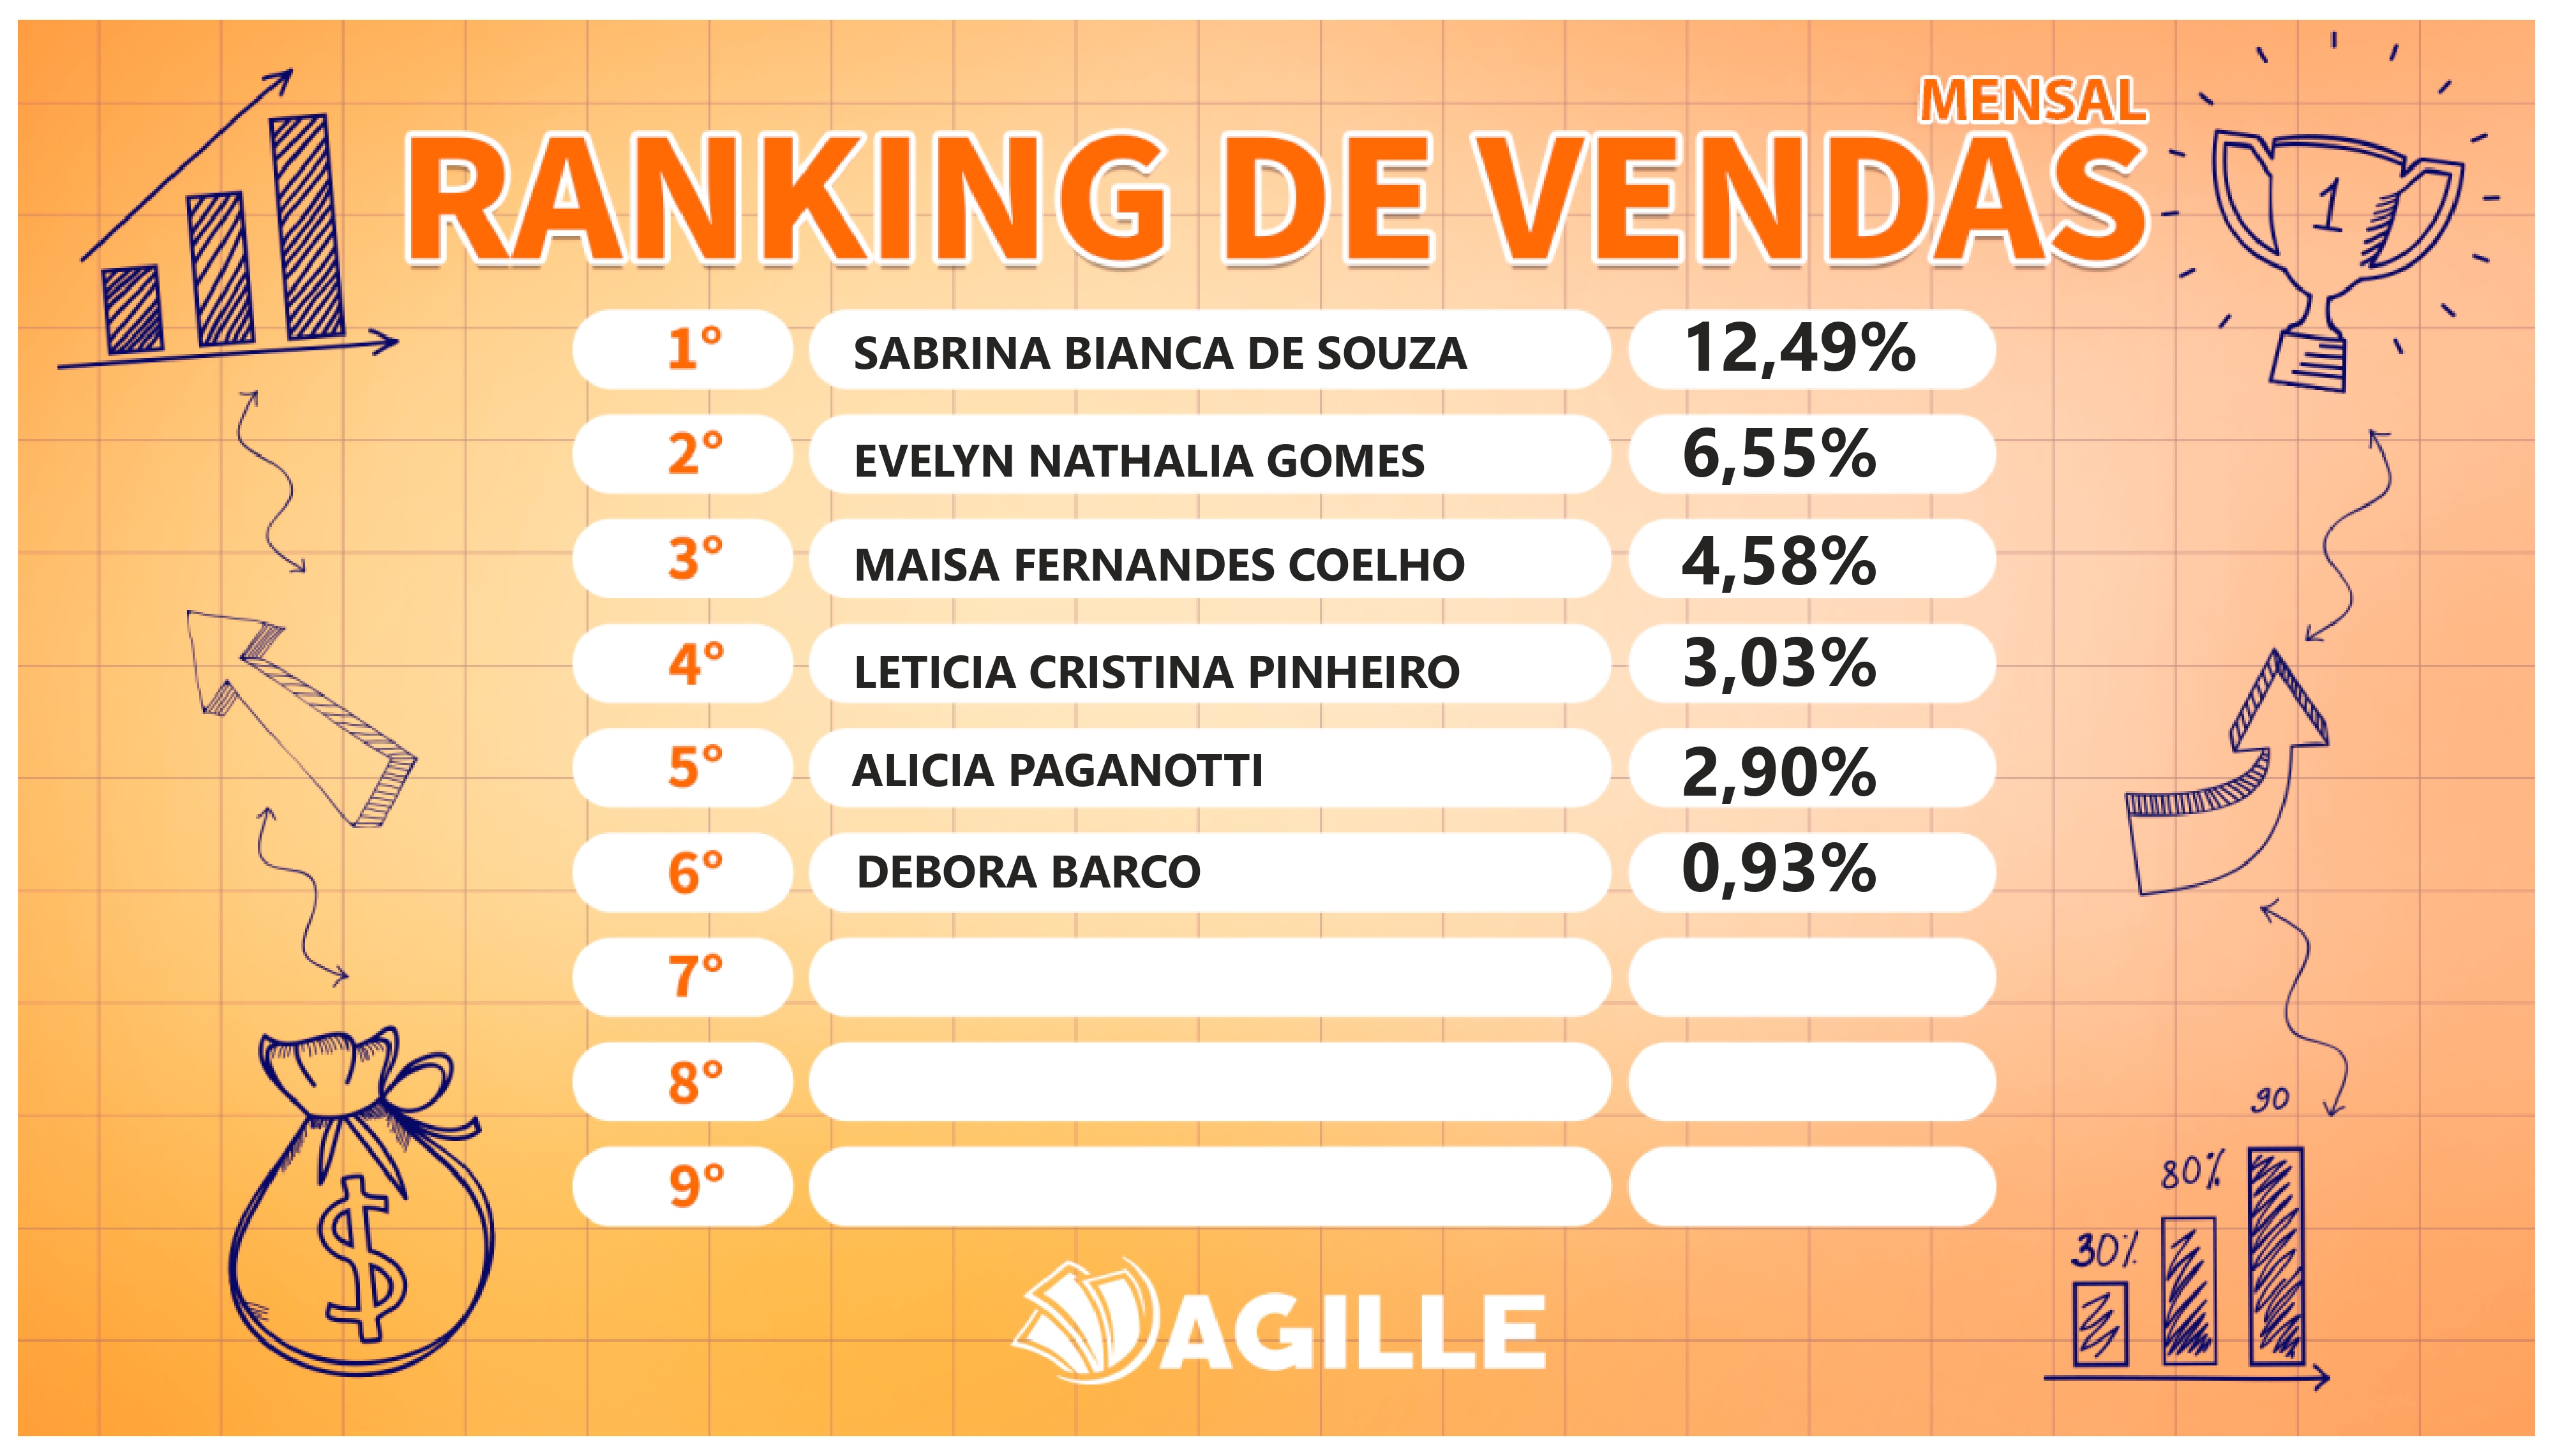 MENSAL
RANKING DE VENDAS
1
1° SABRINA BIANCA DE SOUZA 12,49%
2° EVELYN NATHALIA GOMES 6,55%
3° MAISA FERNANDES COELHO 4,58%
4° LETICIA CRISTINA PINHEIRO 3,03%
5° ALICIA PAGANOTTI 2,90%
6° DEBORA BARCO 0,93%
7°
8°
9°
$
90
80%
30%
AGILLE